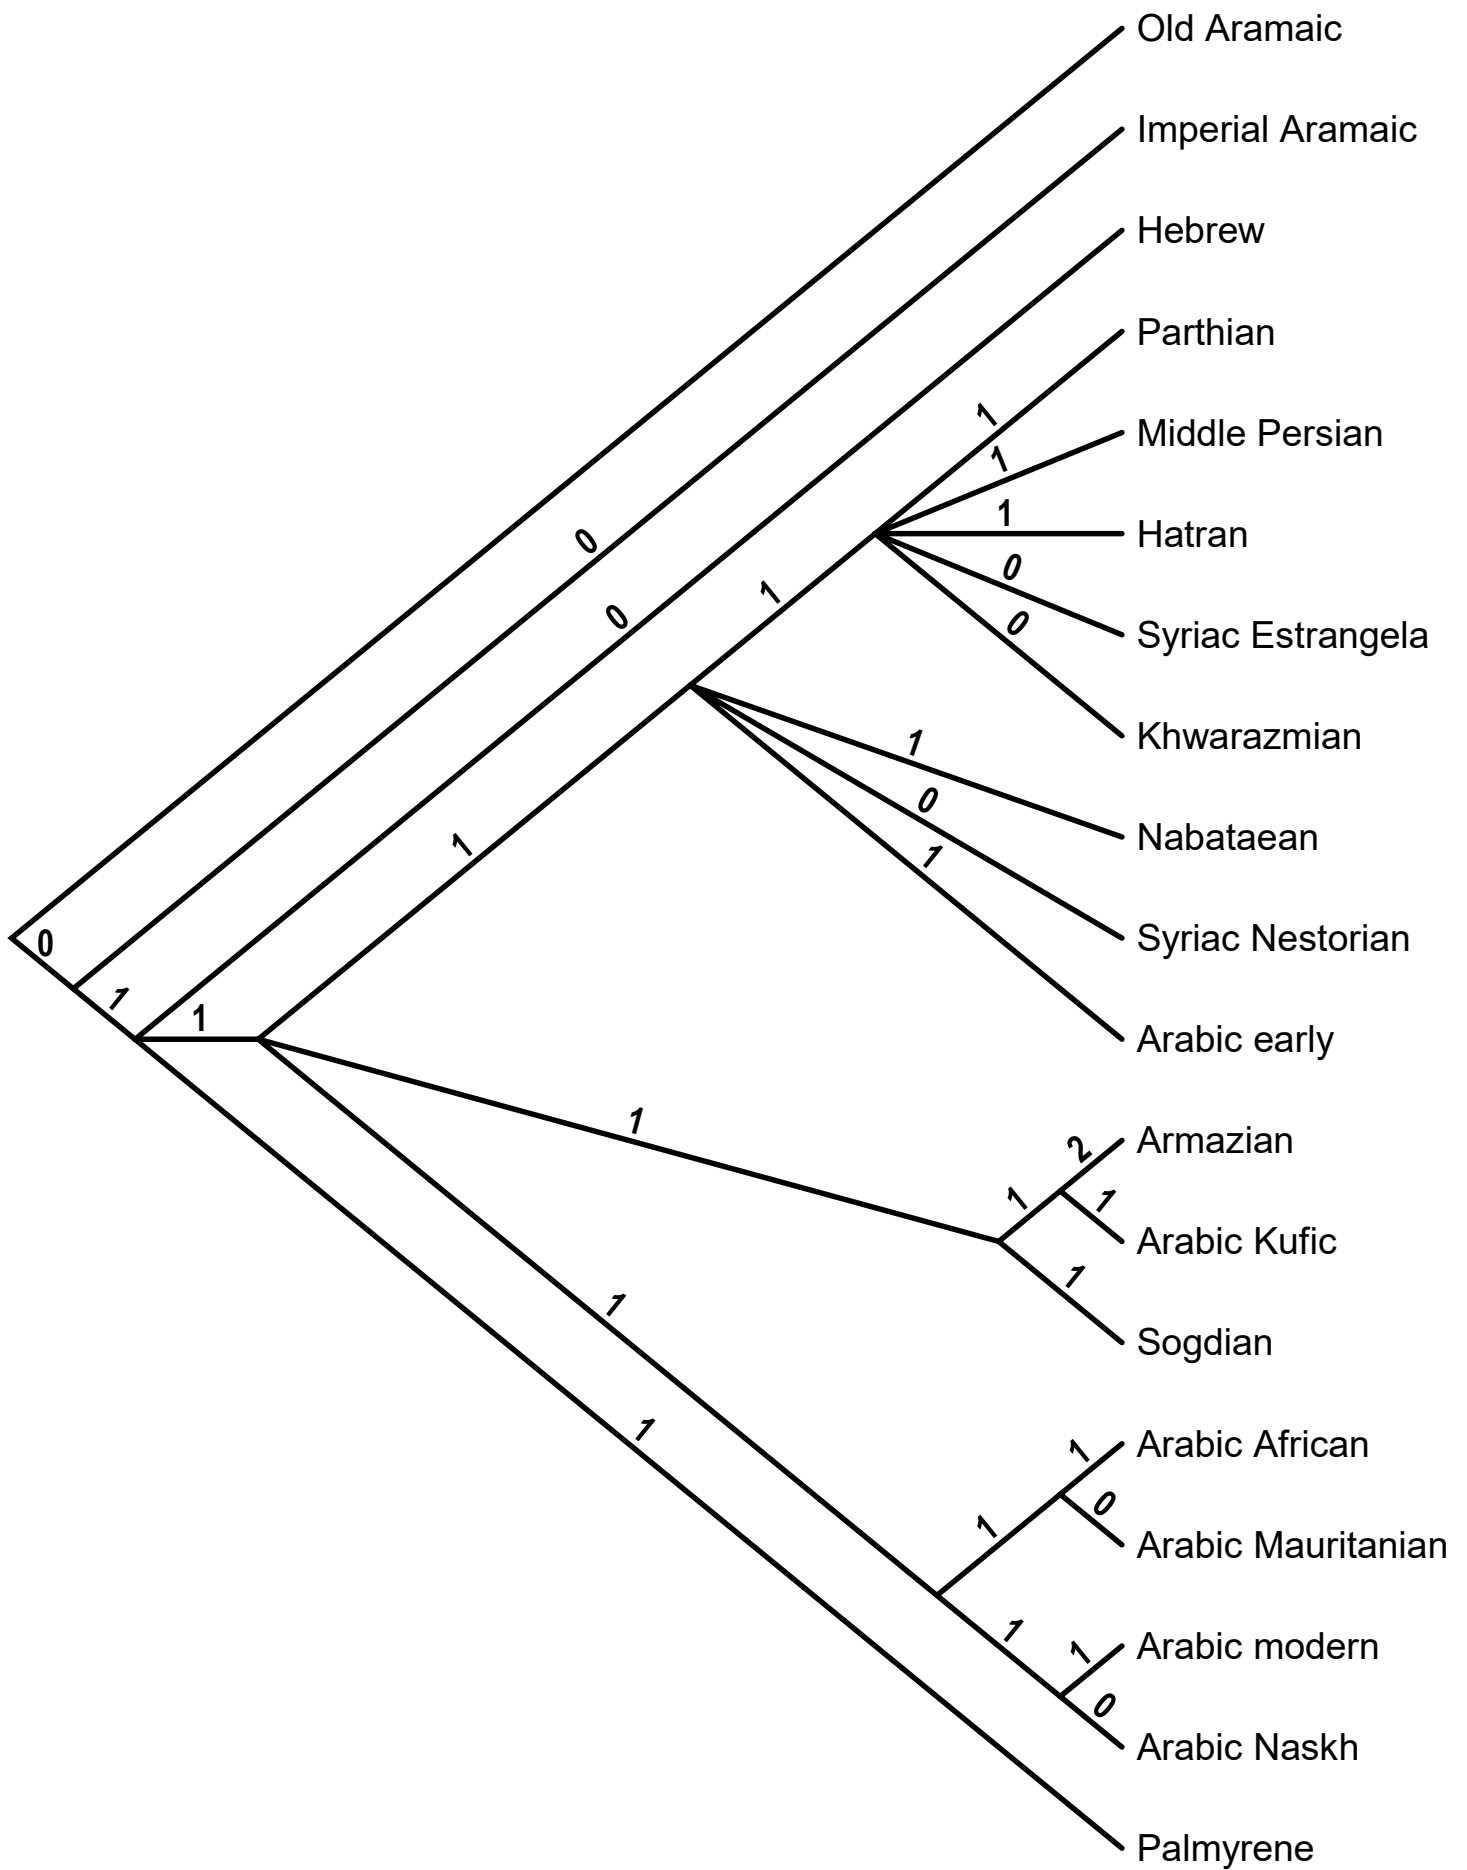 Old Aramaic
Imperial Aramaic
Hebrew
Parthian
1
Middle Persian
1
1
Hatran
0
0
1
Syriac Estrangela
0
0
Khwarazmian
1
0
Nabataean
1
1
0
Syriac Nestorian
1
1
Arabic early
1
2
Armazian
1
1
Arabic Kufic
1
1
Sogdian
1
1
Arabic African
0
1
Arabic Mauritanian
1
1
Arabic modern
0
Arabic Naskh
Palmyrene